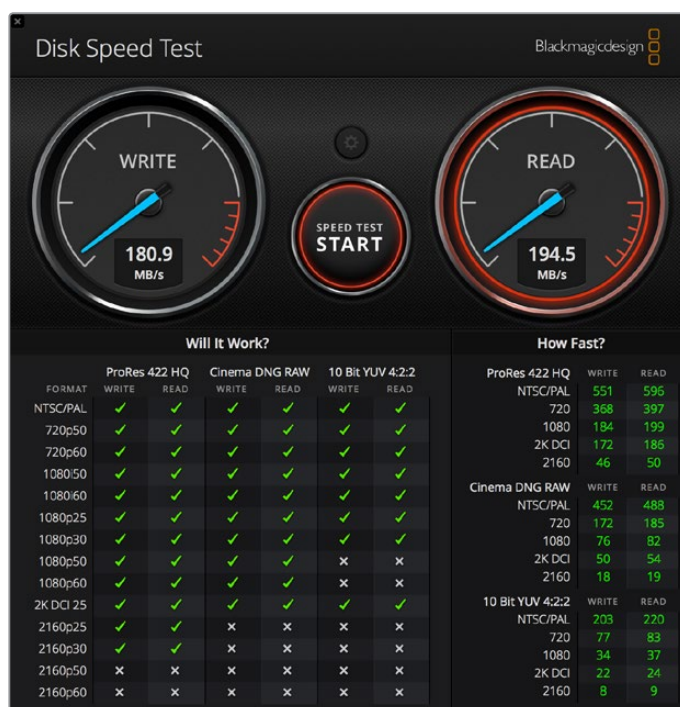 Disk Speed Test
Blackmagicdesign
WRITE
180.9
MB/s
SPEED TEST
START
READ
194.5
MB/s
Will It Work?
ProRes 422 HQ Cinema DNG RAW 10 Bit YUV 4:2:2
FORMAT WRITE READ WRITE READ WRITE READ
NTSC/PAL ✓ ✓ ✓ ✓ ✓ ✓
720p50 ✓ ✓ ✓ ✓ ✓ ✓
720p60 ✓ ✓ ✓ ✓ ✓ ✓
1080i50 ✓ ✓ ✓ ✓ ✓ ✓
1080i60 ✓ ✓ ✓ ✓ ✓ ✓
1080p25 ✓ ✓ ✓ ✓ ✓ ✓
1080p30 ✓ ✓ ✓ ✓ ✓ ✓
1080p50 ✓ ✓ ✓ ✓ × ×
1080p60 ✓ ✓ ✓ ✓ × ×
2K DCI 25 ✓ ✓ ✓ ✓ ✓ ✓
2160p25 ✓ ✓ × × × ×
2160p30 ✓ ✓ × × × ×
2160p50 × × × × × ×
2160p60 × × × × × ×
How Fast?
ProRes 422 HQ WRITE READ
NTSC/PAL 551 596
720 368 397
1080 184 199
2K DCI 172 186
2160 46 50
Cinema DNG RAW WRITE READ
NTSC/PAL 452 488
720 172 185
1080 76 82
2K DCI 50 54
2160 18 19
10 Bit YUV 4:2:2 WRITE READ
NTSC/PAL 203 220
720 77 83
1080 34 37
2K DCI 22 24
2160 8 9